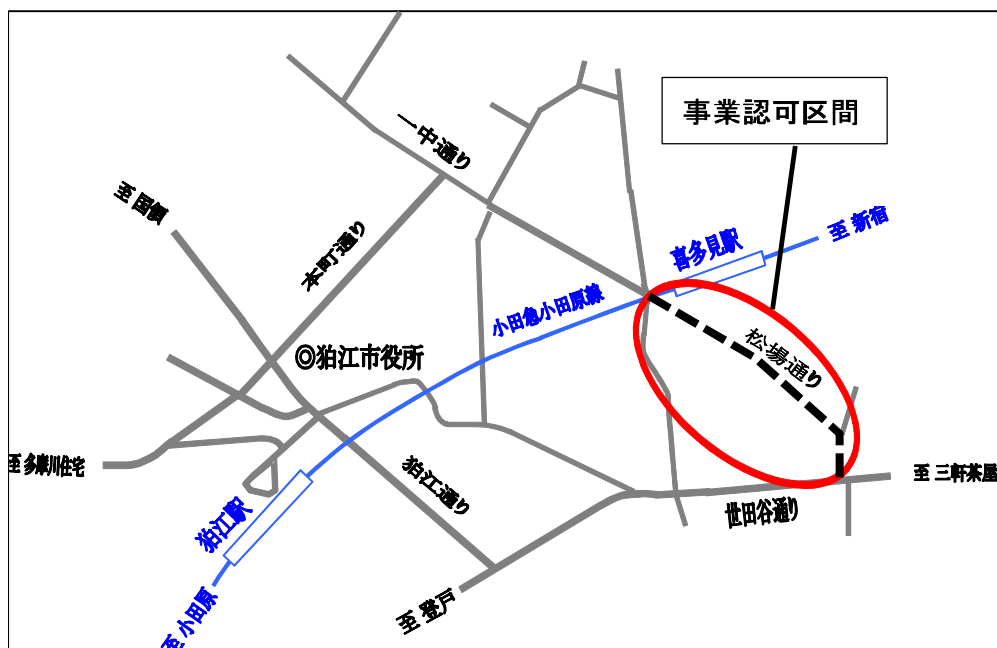 事業認可区間
一中通り
至 国領
本町通り
喜多見駅
至 新宿
小田急小田原線
松場通り
◎狛江市役所
至 多摩川住宅
狛江通り
至 三軒茶屋
世田谷通り
狛江駅
至 登戸
至 小田原